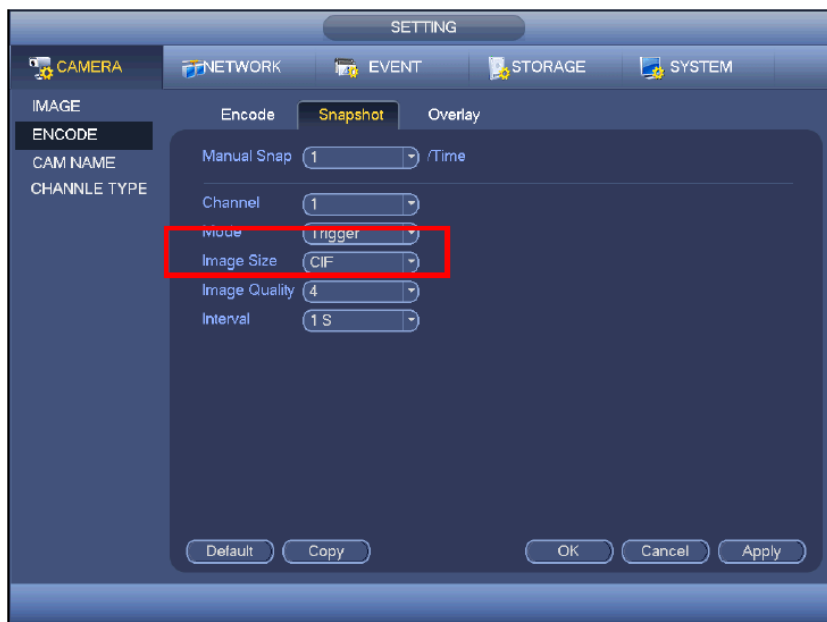 SETTING
CAMERA NETWORK EVENT STORAGE SYSTEM
IMAGE
ENCODE
CAM NAME
CHANNLE TYPE
Encode Snapshot Overlay
Manual Snap 1 /Time
Channel 1
Mode Trigger
Image Size CIF
Image Quality 4
Interval 1 S
Default Copy OK Cancel Apply